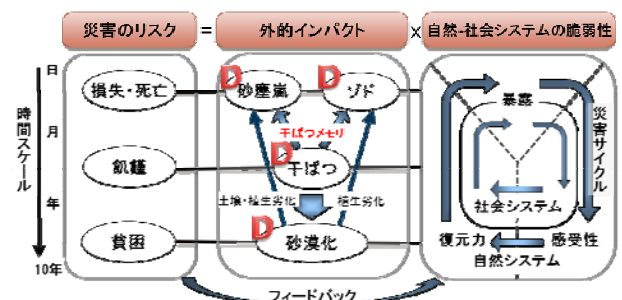 災害のリスク = 外的インパクト x 自然-社会システムの脆弱性
時間スケール
日
月
年
10年
損失・死亡
飢饉
貧困
D 砂塵嵐
D ゾド
干ばつメモリ
D 干ばつ
土壌・植生劣化
植生劣化
D 砂漠化
暴露
社会システム
復元力
感受性
自然システム
災害サイクル
フィードバック